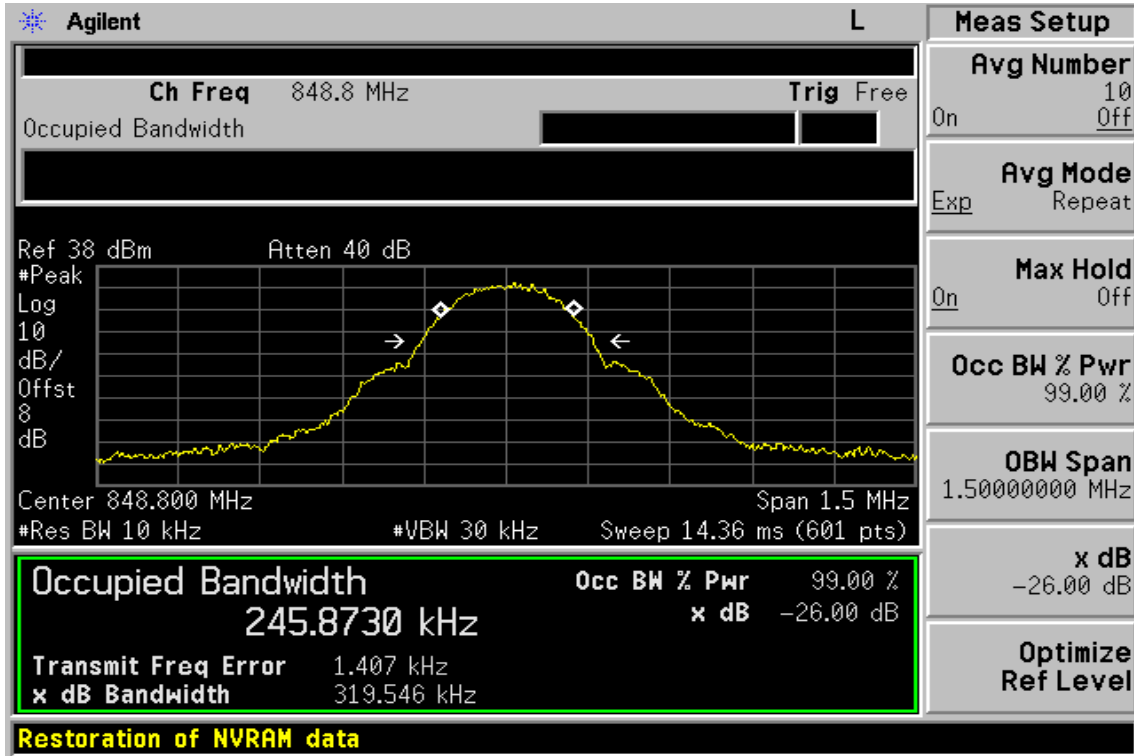 Agilent L
Ch Freq 848.8 MHz Trig Free
Occupied Bandwidth
Ref 38 dBm Atten 40 dB
#Peak
Log
10
dB/
Offst
8
dB
Center 848.800 MHz Span 1.5 MHz
#Res BW 10 kHz #VBW 30 kHz Sweep 14.36 ms (601 pts)
Occupied Bandwidth Occ BW % Pwr 99.00 %
245.8730 kHz x dB -26.00 dB
Transmit Freq Error 1.407 kHz
x dB Bandwidth 319.546 kHz
Restoration of NVRAM data
Meas Setup
Avg Number
10
On Off
Avg Mode
Exp Repeat
Max Hold
On Off
Occ BW % Pwr
99.00 %
OBW Span
1.50000000 MHz
x dB
-26.00 dB
Optimize
Ref Level